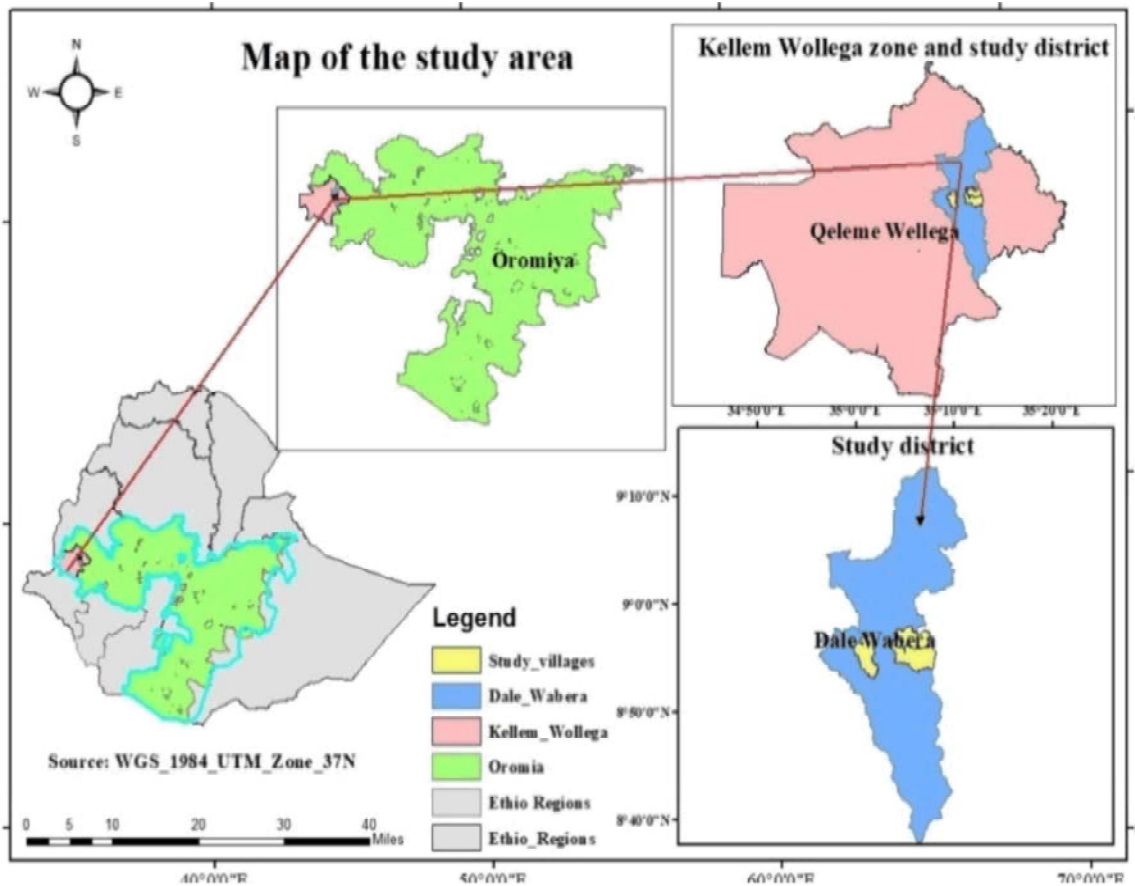 Map of the study area
N
W
E
S
Kellem Wollega zone and study district
Qeleme Wellega
Oromiya
34°50'0"E
35°0'0"E
35°10'0"E
35°20'0"E
Study district
9°10'0"N
9°0'0"N
8°50'0"N
8°40'0"N
Dale Wabera
Legend
Study_villages
Dale_Wabera
Kellem_Wollega
Oromia
Ethio Regions
Ethio_Regions
Source: WGS_1984_UTM_Zone_37N
0 5 10 20 30 40
Miles
40°0'0"E
50°0'0"E
60°0'0"E
70°0'0"E